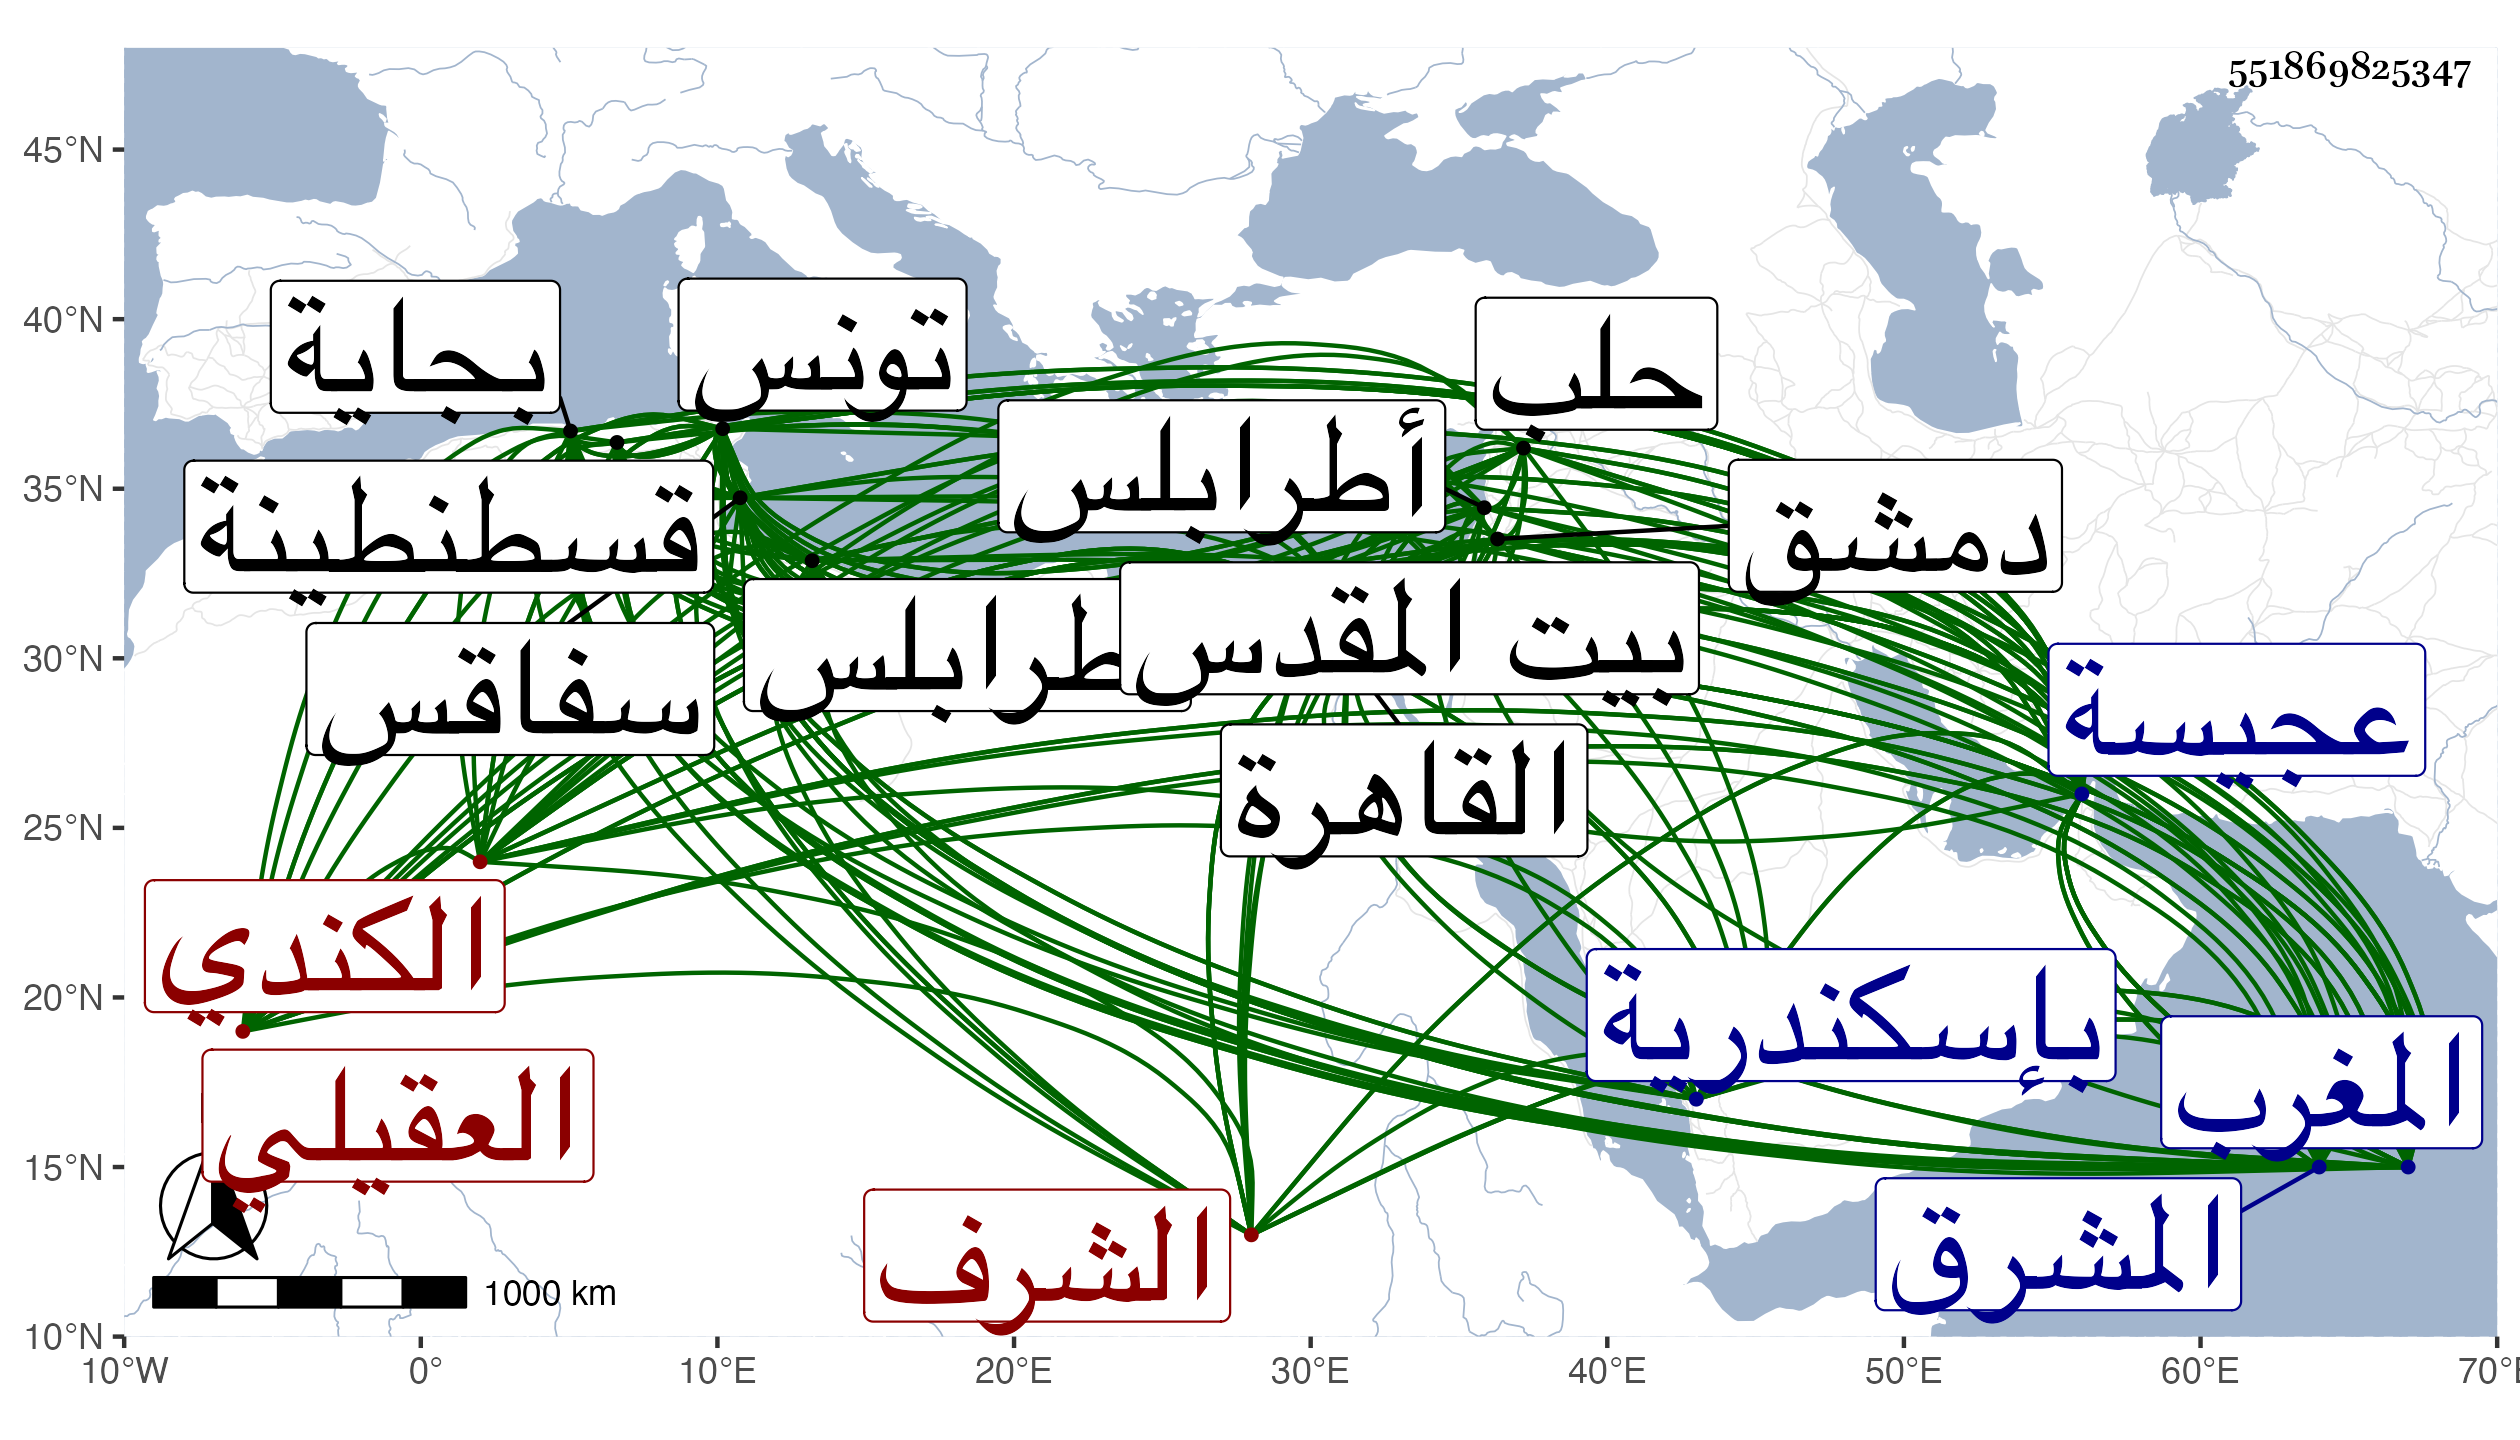 551869825347
45°N
40°N
35°N
30°N
25°N
20°N
15°N
10°N
بجاية
تونس
حلب
أطرابلس
قسطنطينة
دمشق
طرابلس
بيت المقدس
سفاقس
عجيسة
القاهرة
الكندي
بإسكندرية
المغرب
العقيلي
الشرف
المشرق
1000 km
10°W
0°
10°E
20°E
30°E
40°E
50°E
60°E
70°E